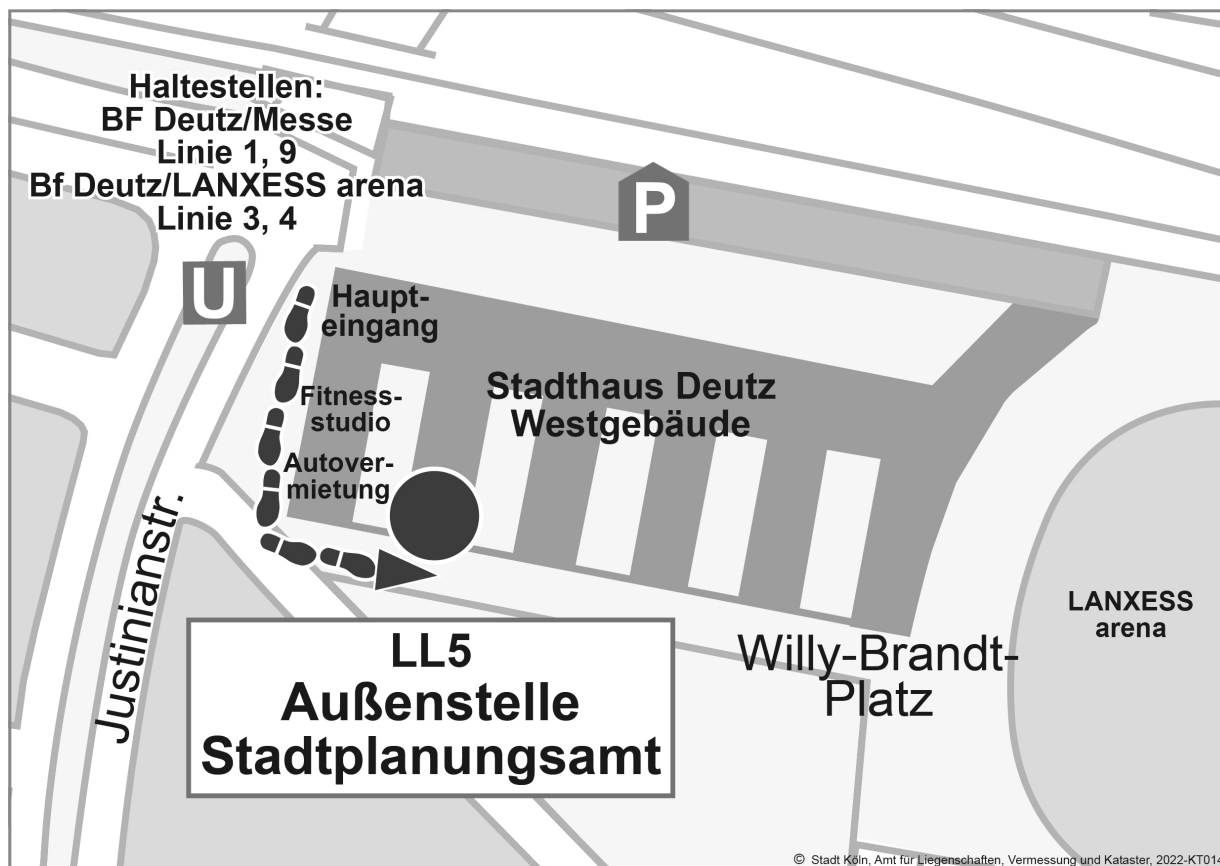 Haltestellen:
BF Deutz/Messe
Linie 1, 9
Bf Deutz/LANXESS arena
Linie 3, 4
P
U
Haupt-
eingang
Fitness-
studio
Autover-
mietung
Stadthaus Deutz
Westgebäude
Justinianstr.
LANXESS
arena
Willy-Brandt-
Platz
LL5
Außenstelle
Stadtplanungsamt
© Stadt Köln, Amt für Liegenschaften, Vermessung und Kataster, 2022-KT014